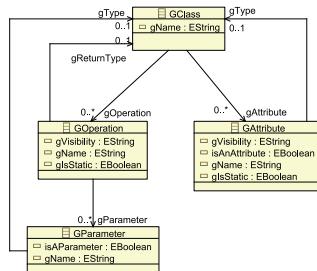 gType
GClass
gType
0..1
gName : EString
0..1
0..1
gReturnType
0..*
gOperation
0..*
gAttribute
GOperation
gVisibility : EString
gName : EString
gIsStatic : EBoolean
GAttribute
gVisibility : EString
isAnAttribute : EBoolean
gName : EString
gIsStatic : EBoolean
0..*
gParameter
GParameter
isAParameter : EBoolean
gName : EString